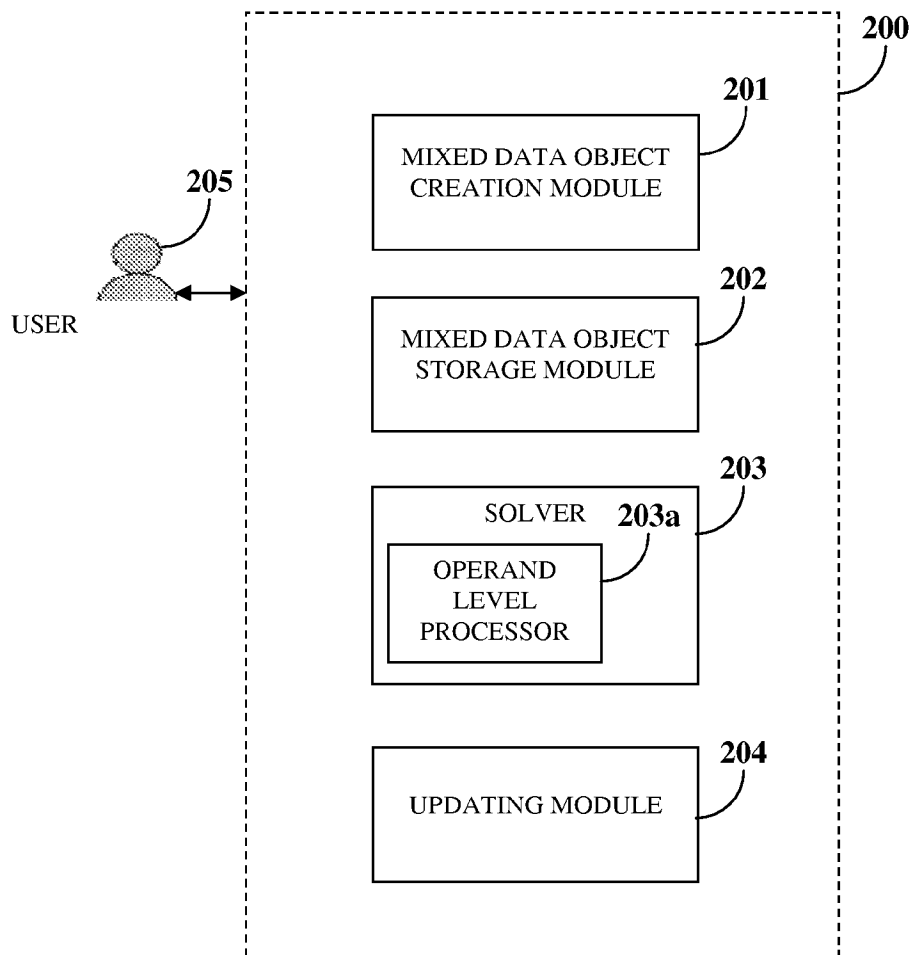 200
201
MIXED DATA OBJECT
CREATION MODULE
205
USER
202
MIXED DATA OBJECT
STORAGE MODULE
203
SOLVER
203a
OPERAND
LEVEL
PROCESSOR
204
UPDATING MODULE